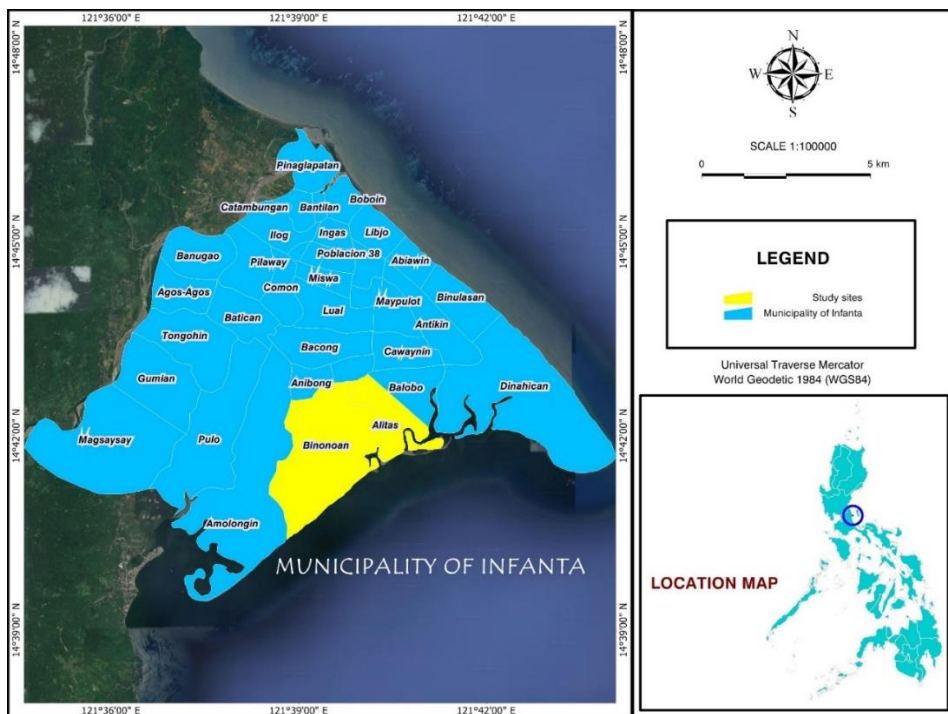 121°36'00" E
121°39'00" E
121°42'00" E
14°48'00" N
14°48'00" N
Pinaglapatan
Catambungan
Bantilan
Boboin
Ilog
Ingas
Libjo
Banugao
Pilaway
Poblacion 38
Abiawin
Miswa
Agos-Agos
Comon
Maypulot
Binulasan
Batican
Lual
Antikin
Tongohin
Bacong
Cawaynin
Gumian
Anibong
Balobo
Dinahican
Magsaysay
Pulo
Binonoan
Alitas
Amolongin
MUNICIPALITY OF INFANTA
14°45'00" N
14°45'00" N
14°42'00" N
14°42'00" N
14°39'00" N
14°39'00" N
121°36'00" E
121°39'00" E
121°42'00" E
N
W
E
S
SCALE 1:100000
0
5 km
LEGEND
Study sites
Municipality of Infanta
Universal Traverse Mercator
World Geodetic 1984 (WGS84)
LOCATION MAP